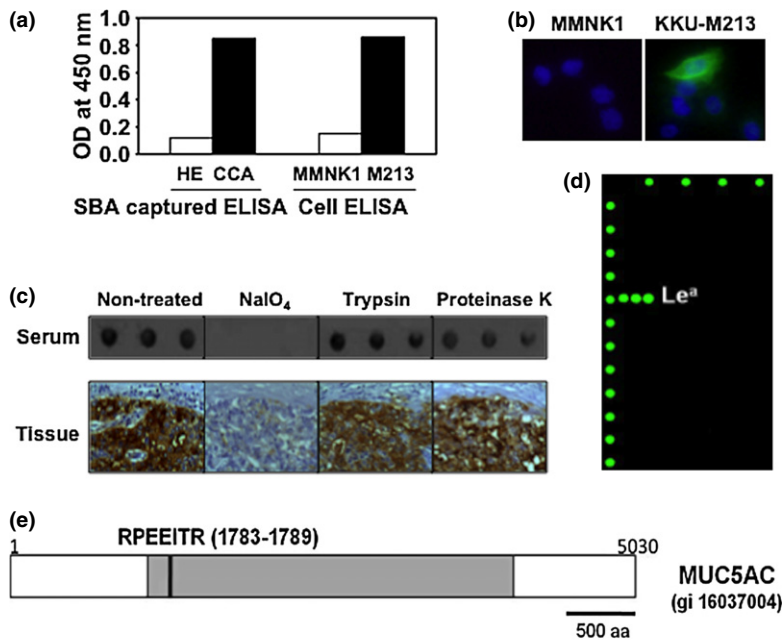 (a)
OD at 450 nm
1.0
0.8
0.6
0.4
0.2
0.0
HE CCA
MMNK1 M213
SBA captured ELISA
Cell ELISA
(b)
MMNK1
KKU-M213
(c)
Non-treated
NaIO4
Trypsin
Proteinase K
Serum
Tissue
(d)
Leª
(e)
RPEEITR (1783-1789)
1
5030
MUC5AC
(gi 16037004)
500 aa